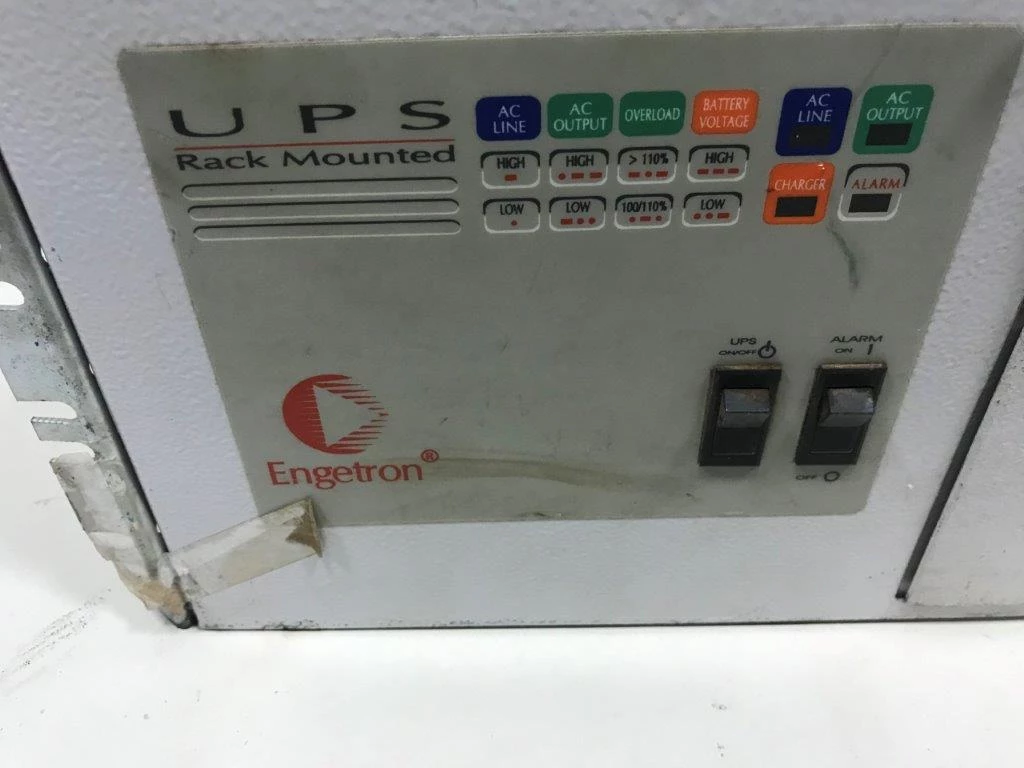 UPS
Rack Mounted
AC LINE
AC OUTPUT
OVERLOAD
BATTERY VOLTAGE
HIGH
HIGH
> 110%
HIGH
LOW
LOW
100/110%
LOW
AC LINE
AC OUTPUT
CHARGER
ALARM
UPS
ON/OFF
ALARM
ON I
OFF O
Engetron®